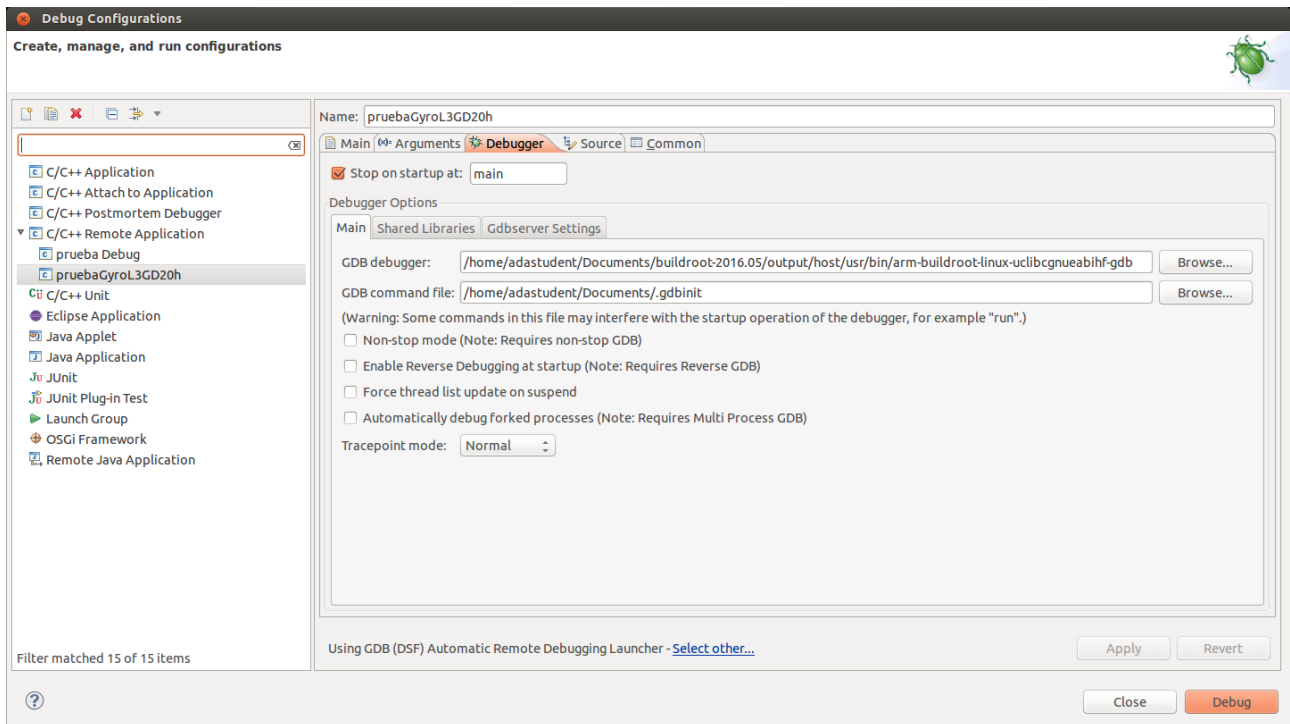 Debug Configurations
Create, manage, and run configurations
Name: pruebaGyroL3GD20h
Main (x)= Arguments Debugger Source Common
Stop on startup at: main
Debugger Options
Main Shared Libraries Gdbserver Settings
GDB debugger: /home/adastudent/Documents/buildroot-2016.05/output/host/usr/bin/arm-buildroot-linux-uclibcgnueabihf-gdb Browse...
GDB command file: /home/adastudent/Documents/.gdbinit Browse...
(Warning: Some commands in this file may interfere with the startup operation of the debugger, for example "run".)
Non-stop mode (Note: Requires non-stop GDB)
Enable Reverse Debugging at startup (Note: Requires Reverse GDB)
Force thread list update on suspend
Automatically debug forked processes (Note: Requires Multi Process GDB)
Tracepoint mode: Normal
C/C++ Application
C/C++ Attach to Application
C/C++ Postmortem Debugger
C/C++ Remote Application
prueba Debug
pruebaGyroL3GD20h
C/C++ Unit
Eclipse Application
Java Applet
Java Application
JUnit
JUnit Plug-in Test
Launch Group
OSGi Framework
Remote Java Application
Filter matched 15 of 15 items
Using GDB (DSF) Automatic Remote Debugging Launcher - Select other...
Apply Revert
Close Debug